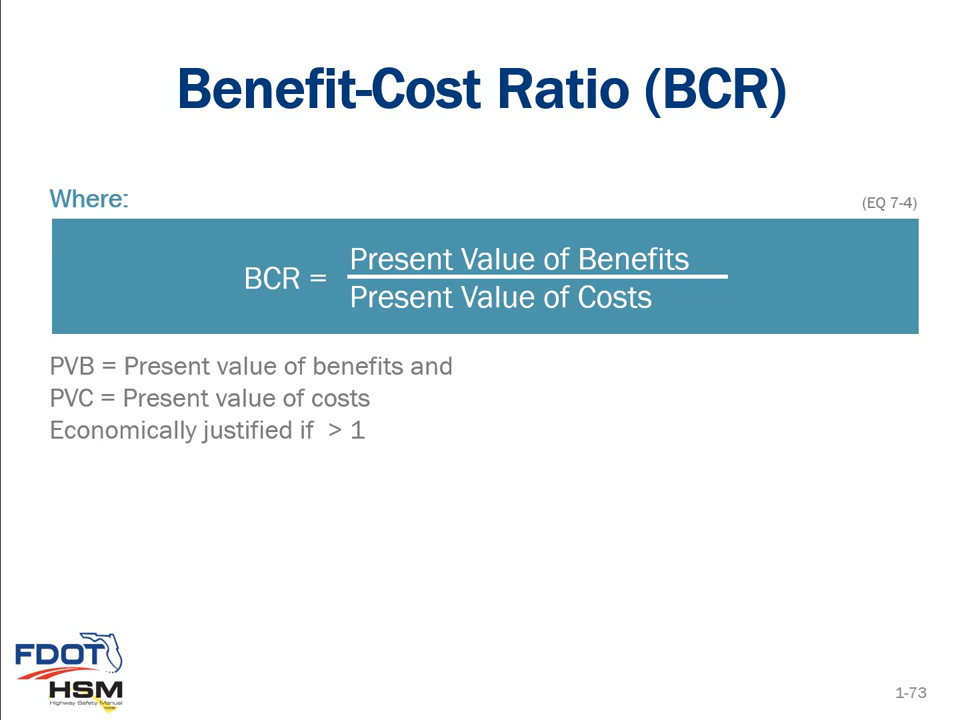 Benefit-Cost Ratio (BCR)
Where:
(EQ 7-4)
BCR =
Present Value of Benefits
Present Value of Costs
PVB = Present value of benefits and
PVC = Present value of costs
Economically justified if > 1
FDOT
HSM
Highway Safety Manual
1-73